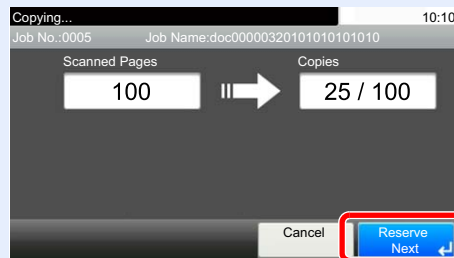 Copying... 10:10
Job No.:0005 Job Name:doc00000320101010101010
Scanned Pages Copies
100 25 / 100
Cancel Reserve
Next